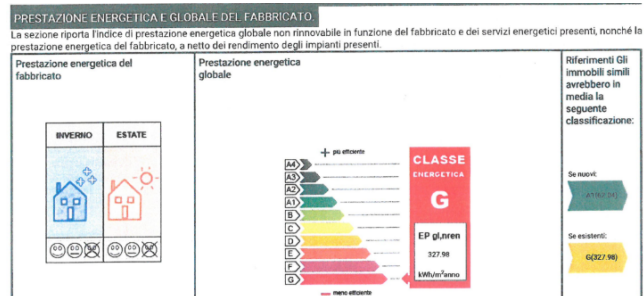 PRESTAZIONE ENERGETICA E GLOBALE DEL FABBRICATO
La sezione riporta l'indice di prestazione energetica globale non rinnovabile in funzione del fabbricato e dei servizi energetici presenti, nonché la
prestazione energetica del fabbricato, a netto dei rendimento degli impianti presenti.
Prestazione energetica del
fabbricato
INVERNO
ESTATE
Prestazione energetica
globale
+ più efficiente
A4
A3
A2
A1
B
C
D
E
F
G
— meno efficiente
CLASSE
ENERGETICA
G
EP gl,nren
327.98
kWh/m²anno
Riferimenti Gli
immobili simili
avrebbero in
media la
seguente
classificazione:
Se nuovi:
Se esistenti:
G(327.98)